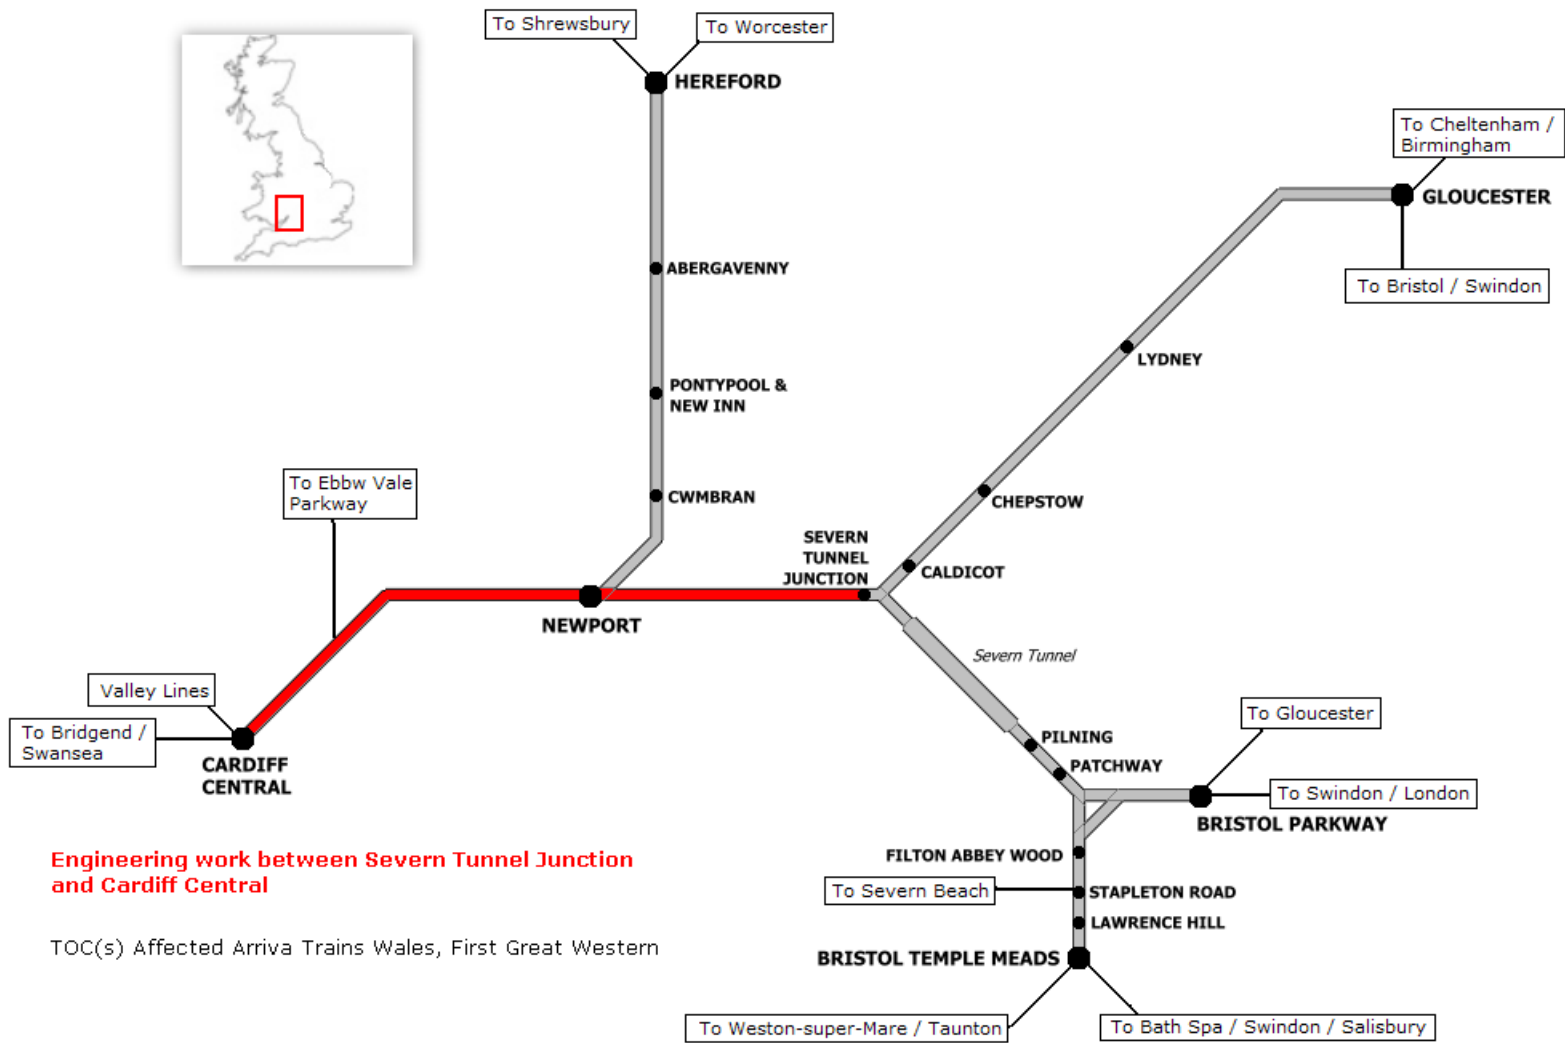 To Shrewsbury
To Worcester
HEREFORD
To Cheltenham /
Birmingham
GLOUCESTER
ABERGAVENNY
To Bristol / Swindon
LYDNEY
PONTYPOOL &
NEW INN
To Ebbw Vale
Parkway
CWMBRAN
CHEPSTOW
SEVERN
TUNNEL
JUNCTION
CALDICOT
NEWPORT
Severn Tunnel
Valley Lines
To Bridgend /
Swansea
CARDIFF
CENTRAL
To Gloucester
PILNING
PATCHWAY
To Swindon / London
BRISTOL PARKWAY
FILTON ABBEY WOOD
To Severn Beach
STAPLETON ROAD
LAWRENCE HILL
BRISTOL TEMPLE MEADS
To Weston-super-Mare / Taunton
To Bath Spa / Swindon / Salisbury
Engineering work between Severn Tunnel Junction
and Cardiff Central
TOC(s) Affected Arriva Trains Wales, First Great Western